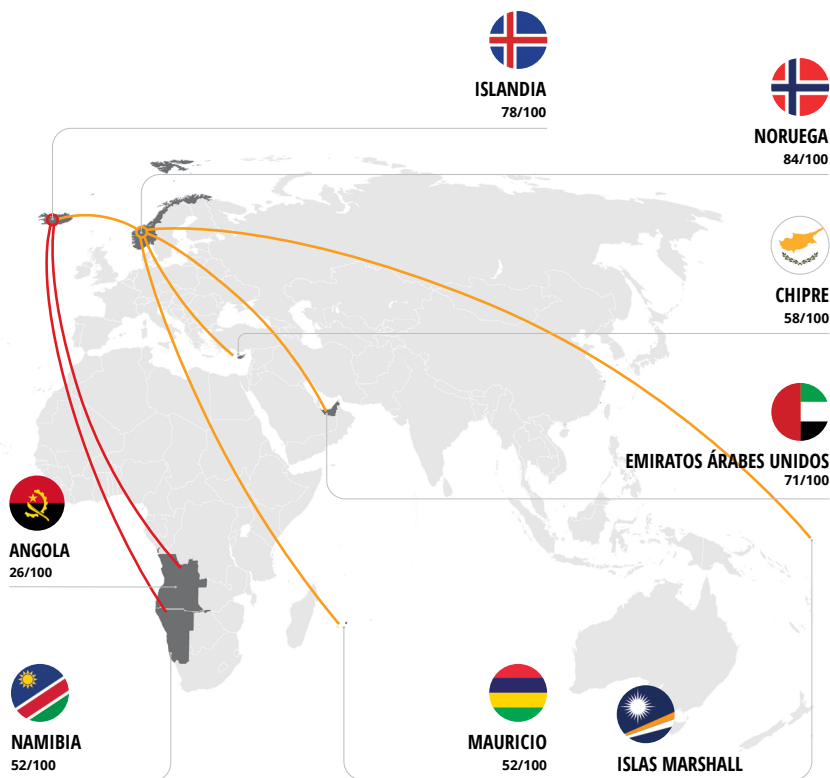 ISLANDIA
78/100
NORUEGA
84/100
CHIPRE
58/100
EMIRATOS ÁRABES UNIDOS
71/100
ANGOLA
26/100
NAMIBIA
52/100
MAURICIO
52/100
ISLAS MARSHALL